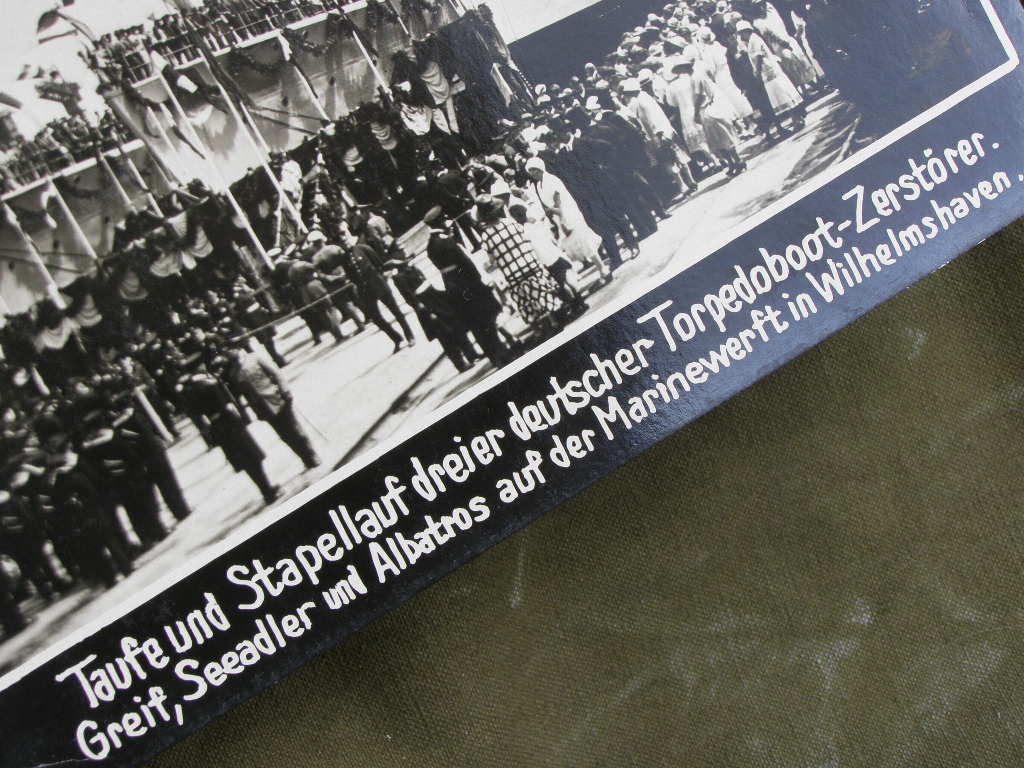 Taufe und Stapellauf dreier deutscher Torpedoboot-Zerstörer.
Greif, Seeadler und Albatros auf der Marinewerft in Wilhelmshaven.